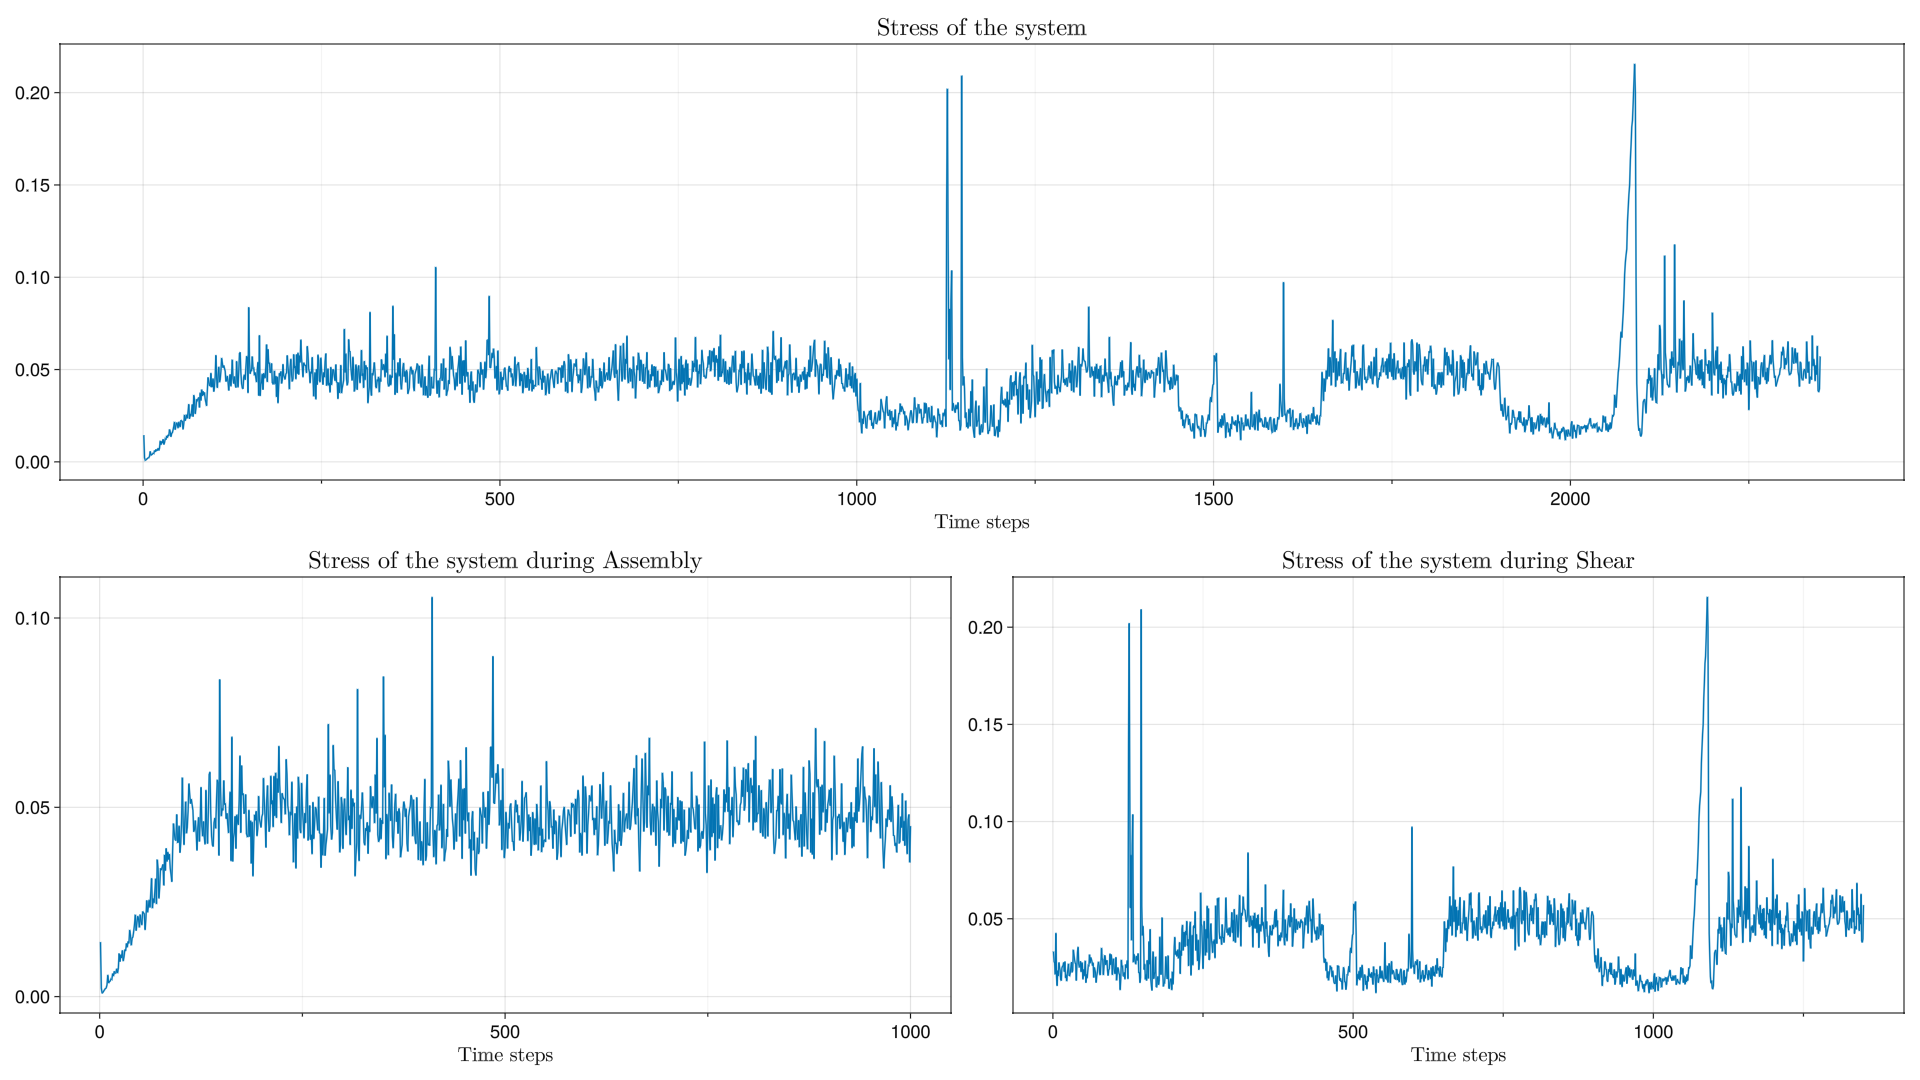 Stress of the system
0.20
0.15
0.10
0.05
0.00
0 500 1000 1500 2000
Time steps
Stress of the system during Assembly
0.10
0.05
0.00
0 500 1000
Time steps
Stress of the system during Shear
0.20
0.15
0.10
0.05
0 500 1000
Time steps